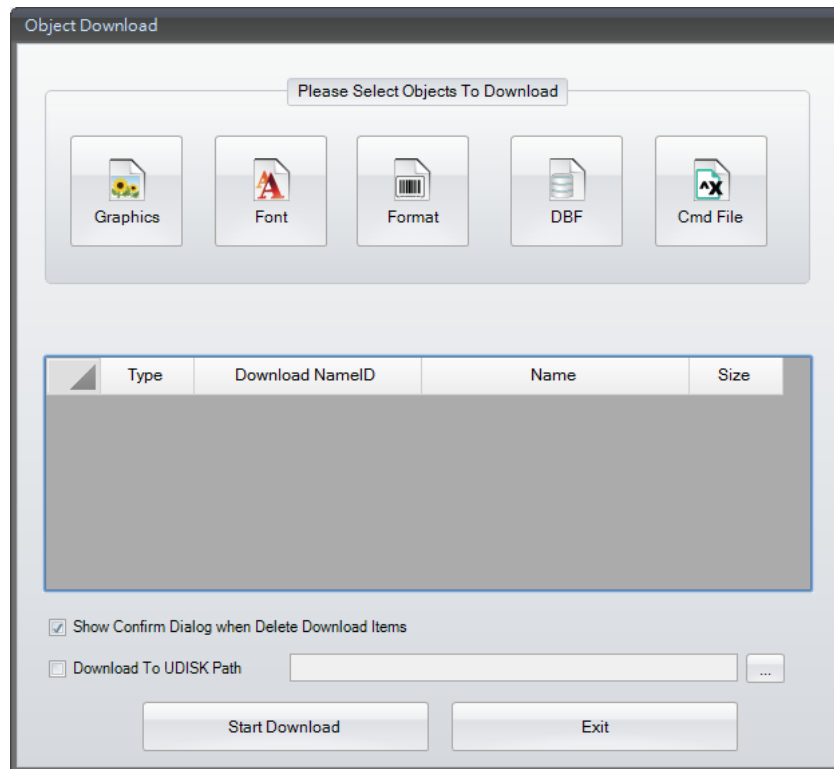 Object Download
Please Select Objects To Download
Graphics Font Format DBF Cmd File
Type Download NameID Name Size
Show Confirm Dialog when Delete Download Items
Download To UDISK Path ...
Start Download Exit